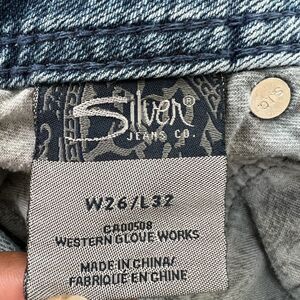 Silver®
JEANS CO.
W26/L32
CA00508
WESTERN GLOVE WORKS
MADE IN CHINA/
FABRIQUÉ EN CHINE